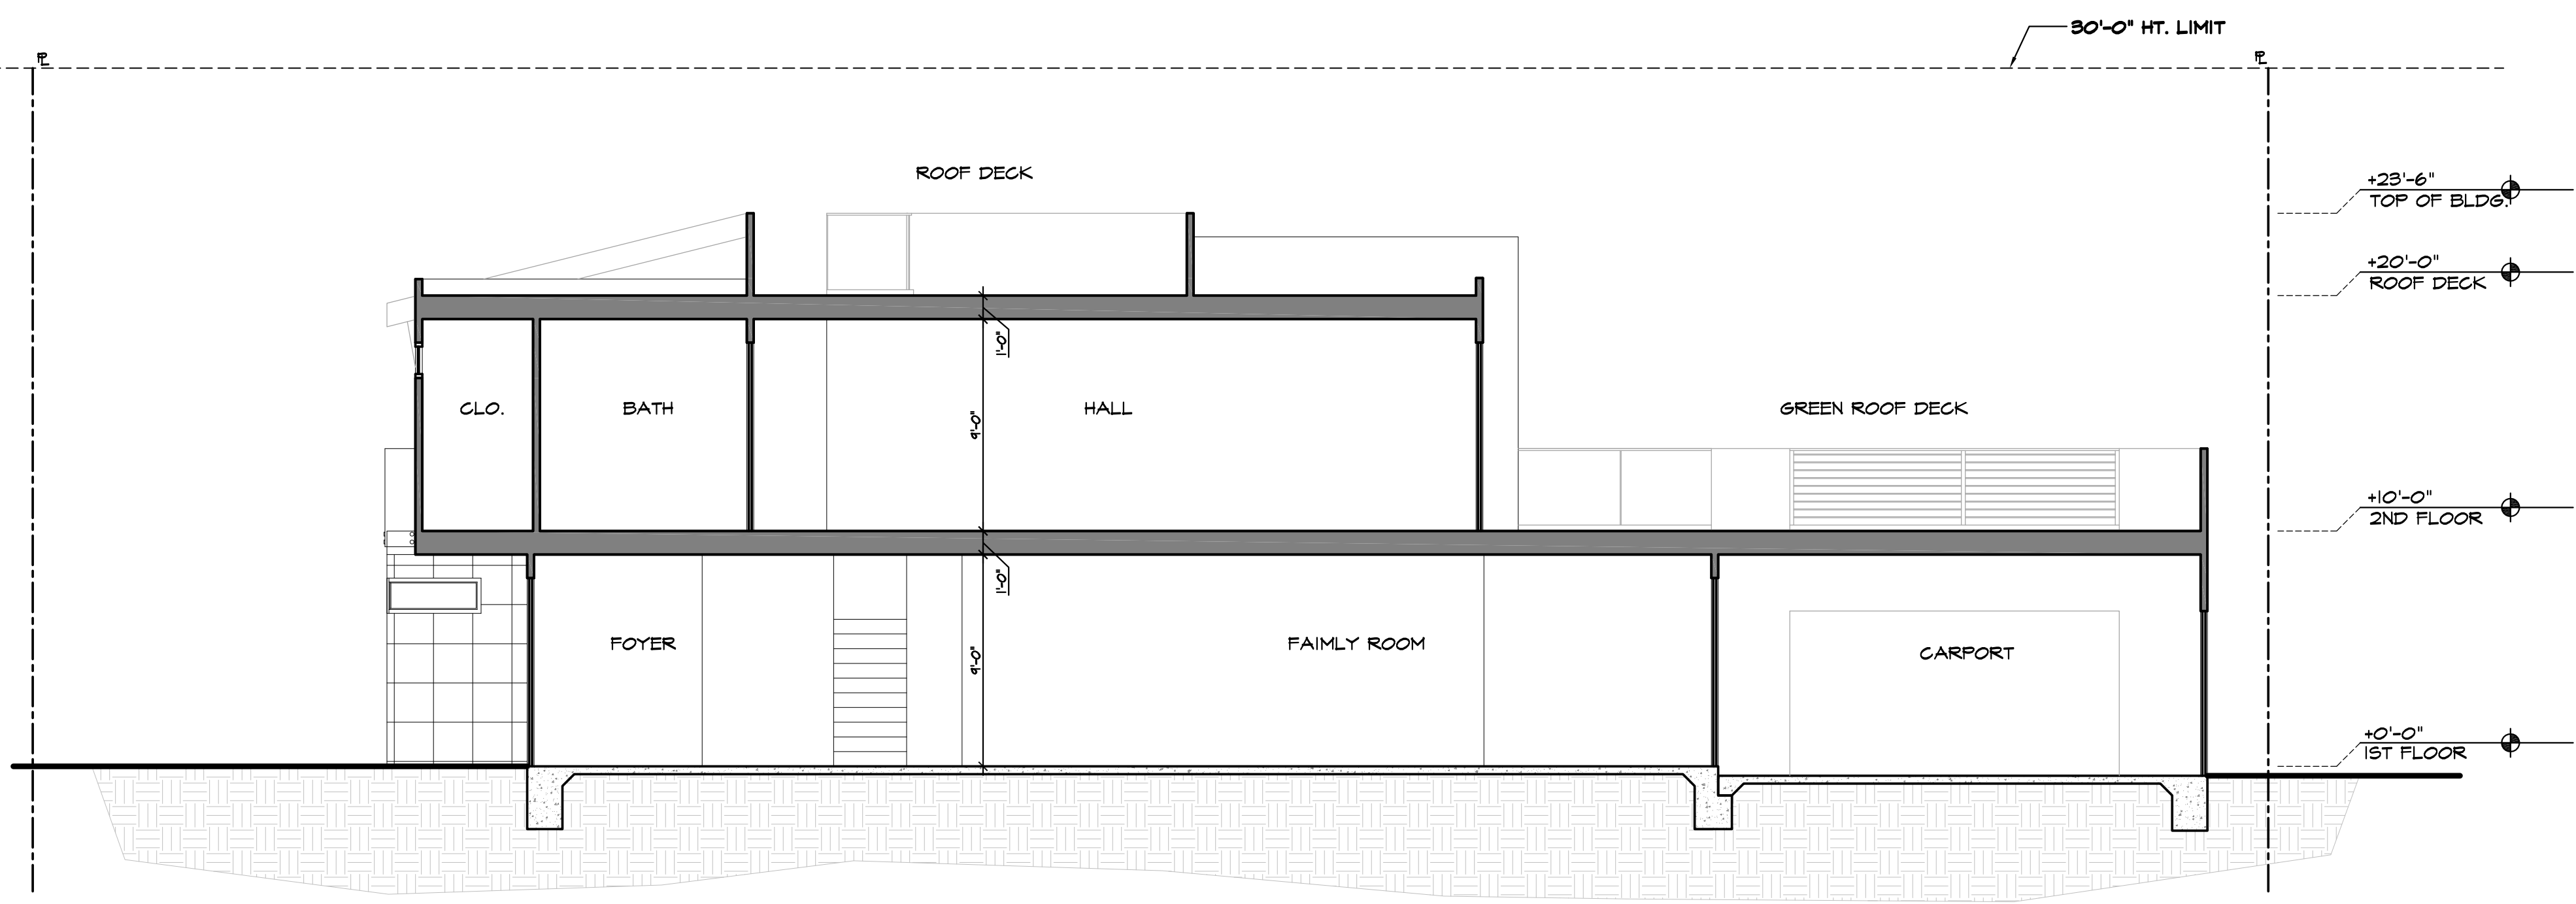 30'-0" HT. LIMIT
PL
PL
ROOF DECK
+23'-6"
TOP OF BLDG.
+20'-0"
ROOF DECK
1'-0"
CLO.
BATH
HALL
9'-0"
GREEN ROOF DECK
+10'-0"
2ND FLOOR
1'-0"
FOYER
9'-0"
FAIMLY ROOM
CARPORT
+0'-0"
1ST FLOOR